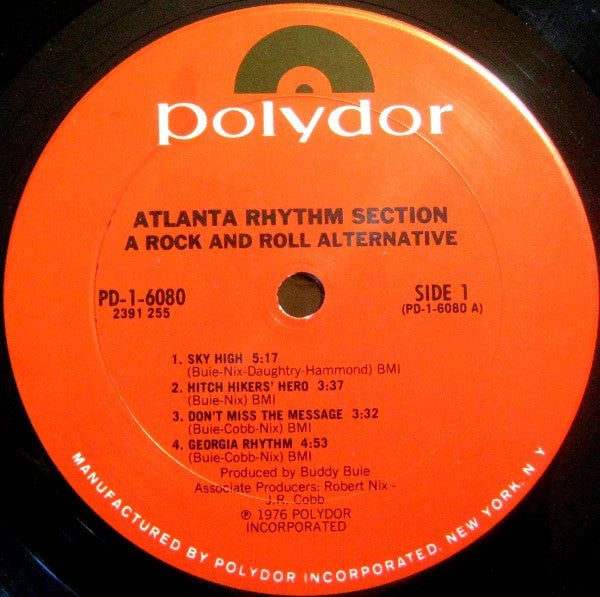 polydor
ATLANTA RHYTHM SECTION
A ROCK AND ROLL ALTERNATIVE
PD-1-6080
2391 255
SIDE 1
(PD-1-6080 A)
1. SKY HIGH 5:17
(Buie-Nix-Daughtry-Hammond) BMI
2. HITCH HIKERS' HERO 3:37
(Buie-Nix) BMI
3. DON'T MISS THE MESSAGE 3:32
(Buie-Cobb-Nix) BMI
4. GEORGIA RHYTHM 4:53
(Buie-Cobb-Nix) BMI
Produced by Buddy Buie
Associate Producers: Robert Nix -
J.R. Cobb
℗ 1976 POLYDOR
INCORPORATED
MANUFACTURED BY POLYDOR INCORPORATED, NEW YORK, N Y